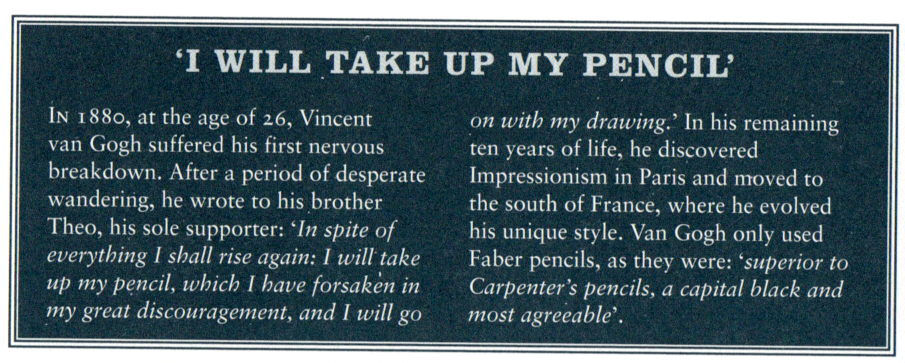 ‘I WILL TAKE UP MY PENCIL’
IN 1880, at the age of 26, Vincent
van Gogh suffered his first nervous
breakdown. After a period of desperate
wandering, he wrote to his brother
Theo, his sole supporter: ‘In spite of
everything I shall rise again: I will take
up my pencil, which I have forsaken in
my great discouragement, and I will go
on with my drawing.’ In his remaining
ten years of life, he discovered
Impressionism in Paris and moved to
the south of France, where he evolved
his unique style. Van Gogh only used
Faber pencils, as they were: ‘superior to
Carpenter’s pencils, a capital black and
most agreeable’.